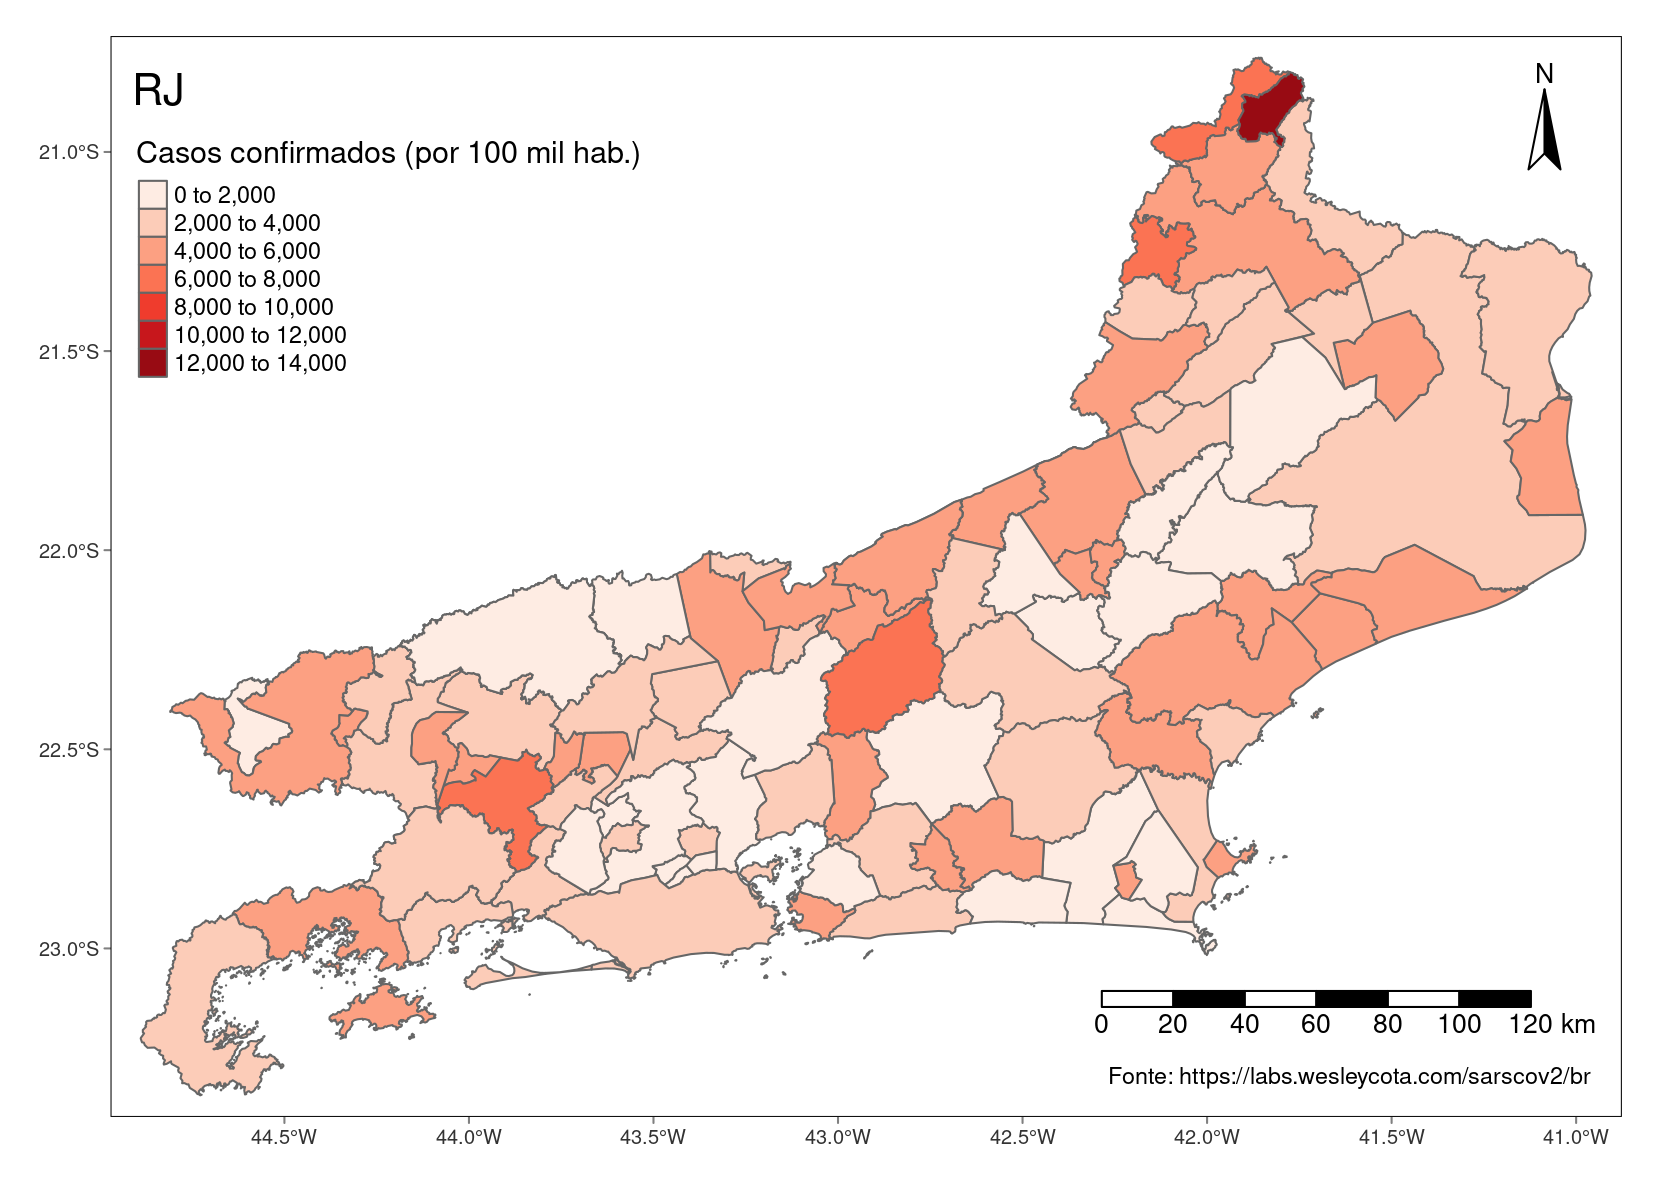 RJ
N
Casos confirmados (por 100 mil hab.)
0 to 2,000
2,000 to 4,000
4,000 to 6,000
6,000 to 8,000
8,000 to 10,000
10,000 to 12,000
12,000 to 14,000
21.0°S
21.5°S
22.0°S
22.5°S
23.0°S
0 20 40 60 80 100 120 km
Fonte: https://labs.wesleycota.com/sarscov2/br
44.5°W 44.0°W 43.5°W 43.0°W 42.5°W 42.0°W 41.5°W 41.0°W